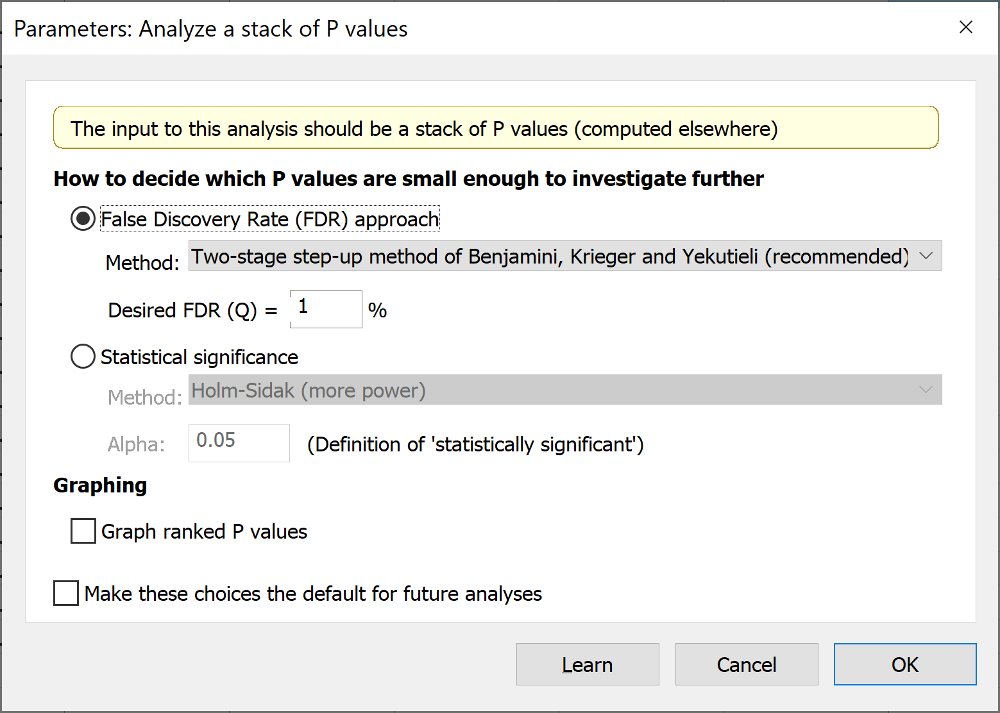 Parameters: Analyze a stack of P values
The input to this analysis should be a stack of P values (computed elsewhere)
How to decide which P values are small enough to investigate further
False Discovery Rate (FDR) approach
Method: Two-stage step-up method of Benjamini, Krieger and Yekutieli (recommended)
Desired FDR (Q) = 1 %
Statistical significance
Method: Holm-Sidak (more power)
Alpha: 0.05 (Definition of 'statistically significant')
Graphing
Graph ranked P values
Make these choices the default for future analyses
Learn Cancel OK